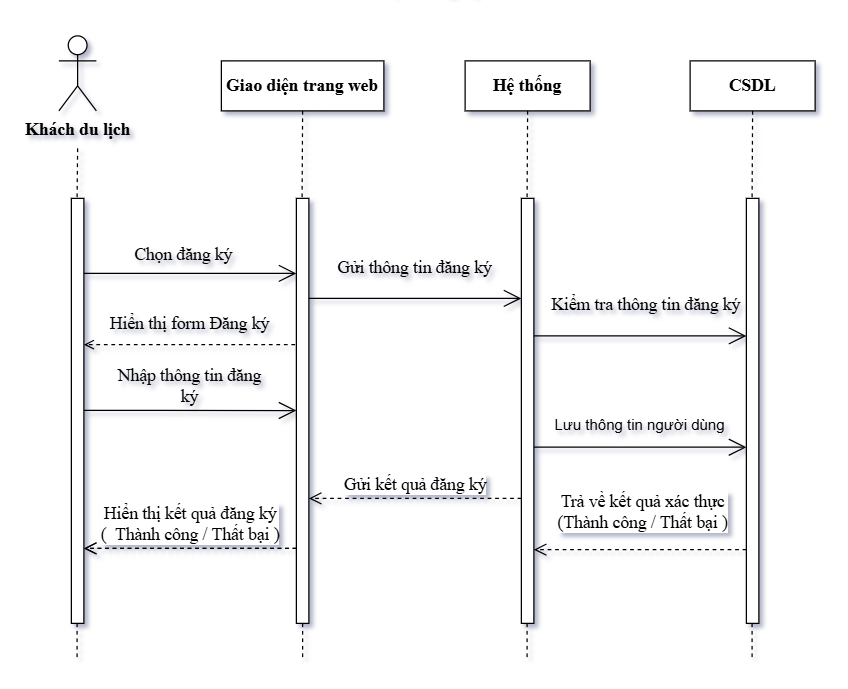 Khách du lịch
Giao diện trang web
Hệ thống
CSDL
Chọn đăng ký
Gửi thông tin đăng ký
Kiểm tra thông tin đăng ký
Hiển thị form Đăng ký
Nhập thông tin đăng
ký
Lưu thông tin người dùng
Gửi kết quả đăng ký
Trả về kết quả xác thực
(Thành công / Thất bại )
Hiển thị kết quả đăng ký
( Thành công / Thất bại )